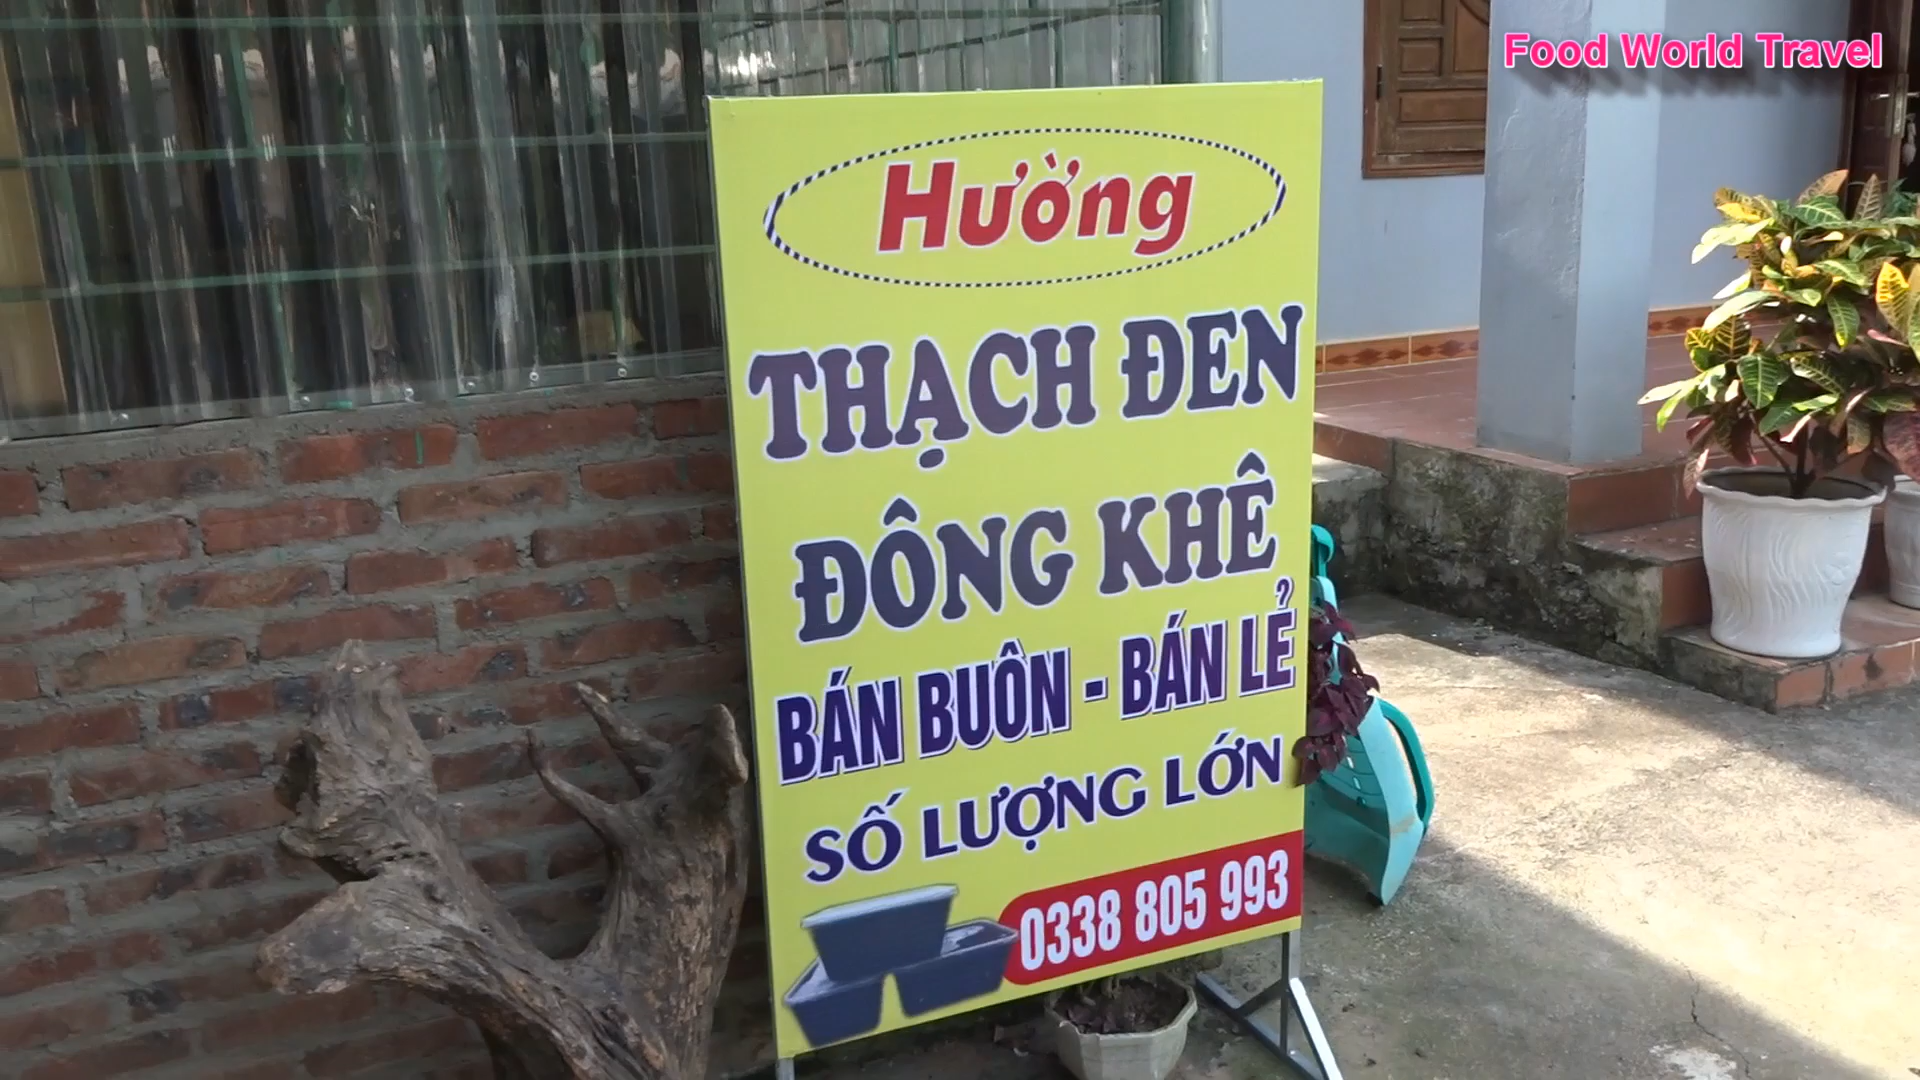 Food World Travel
Hường
THẠCH ĐEN
ĐÔNG KHÊ
BÁN BUÔN - BÁN LẺ
SỐ LƯỢNG LỚN
0338 805 993